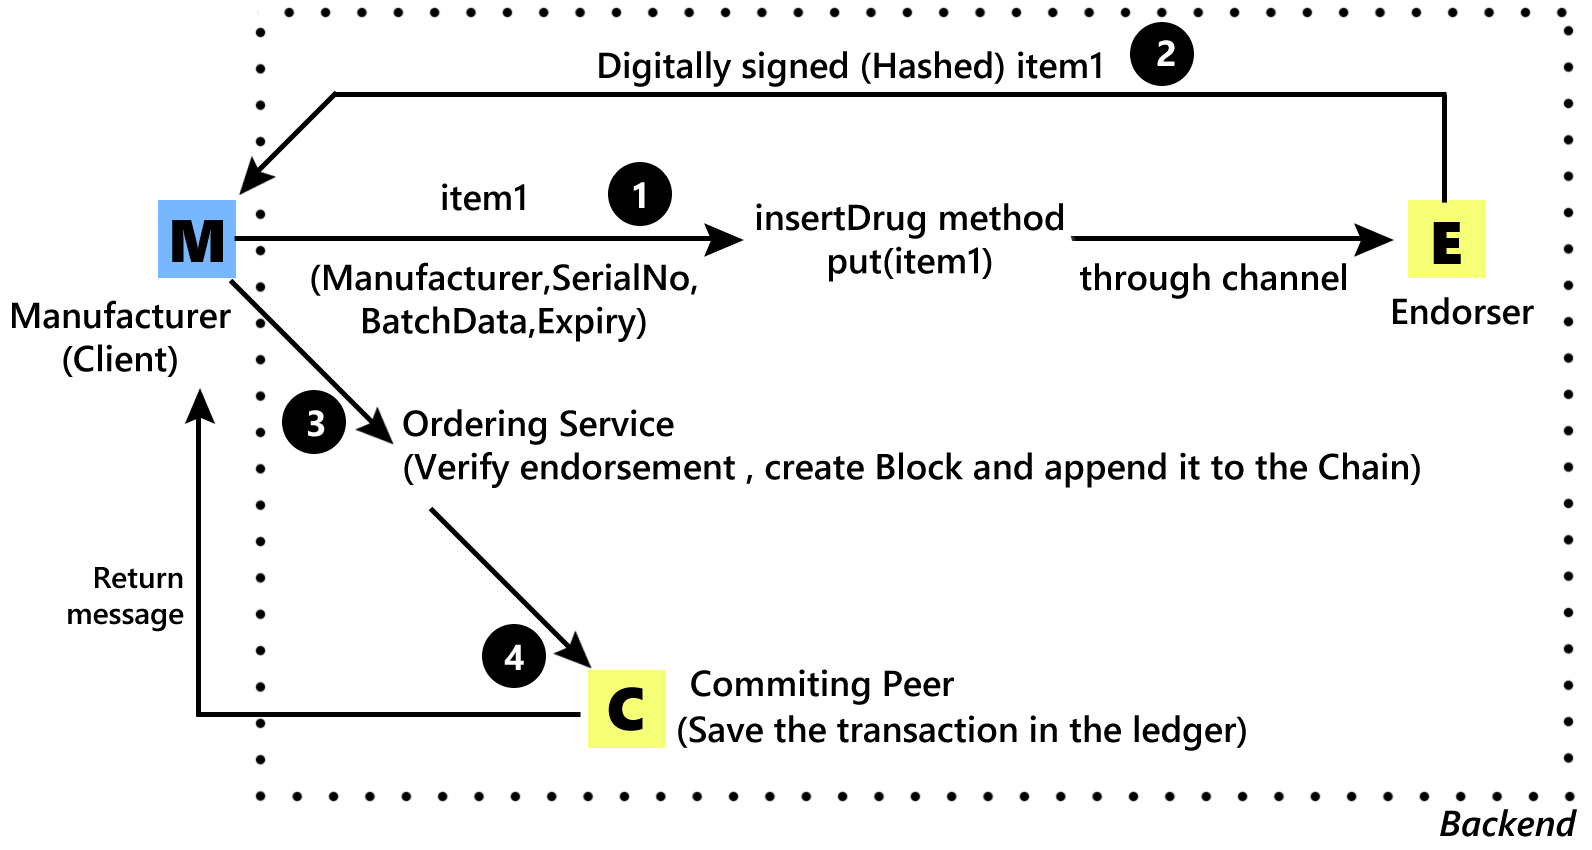 Digitally signed (Hashed) item1
2
item1
1
M
(Manufacturer,SerialNo,
BatchData,Expiry)
insertDrug method
put(item1)
through channel
E
Endorser
Manufacturer
(Client)
3
Ordering Service
(Verify endorsement , create Block and append it to the Chain)
Return
message
4
C
Commiting Peer
(Save the transaction in the ledger)
Backend